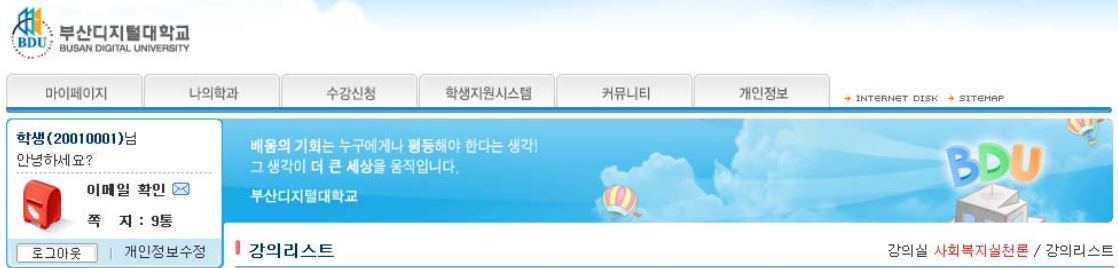 BDU 부산디지털대학교
BUSAN DIGITAL UNIVERSITY
마이페이지 나의학과 수강신청 학생지원시스템 커뮤니티 개인정보 → INTERNET DISK → SITEMAP
학생(20010001)님
안녕하세요?
이메일 확인
쪽 지 : 9통
로그아웃 | 개인정보수정
배움의 기회는 누구에게나 평등해야 한다는 생각!
그 생각이 더 큰 세상을 움직입니다.
부산디지털대학교
BDU
강의리스트
강의실 사회복지실천론 / 강의리스트